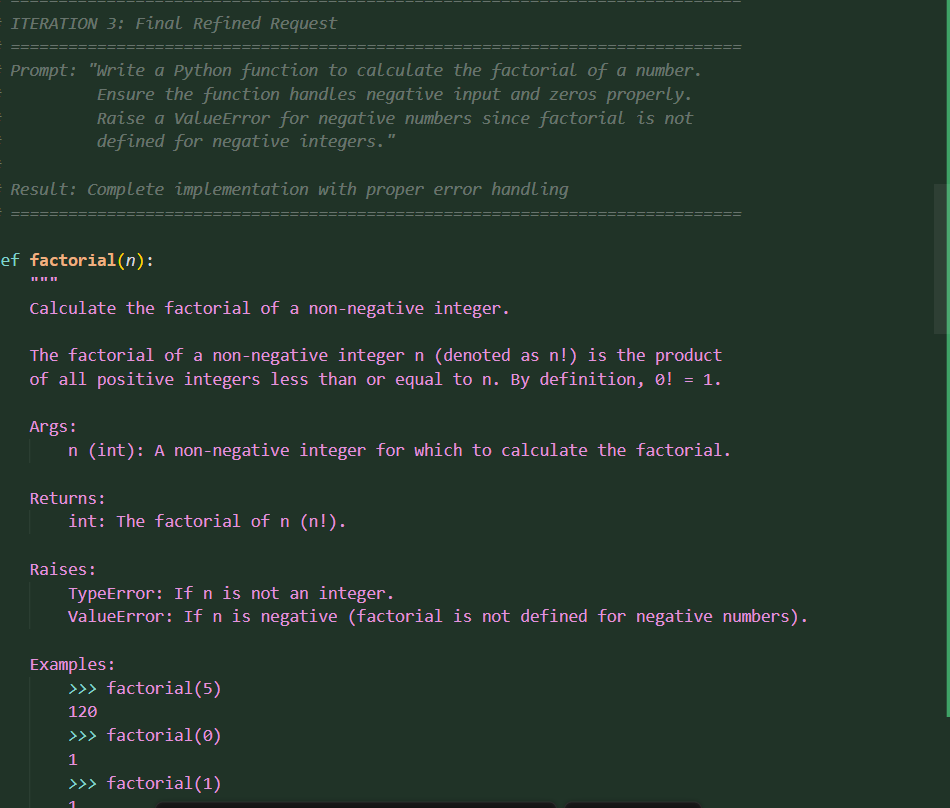 ==============================================================================
ITERATION 3: Final Refined Request
==============================================================================
Prompt: "Write a Python function to calculate the factorial of a number.
Ensure the function handles negative input and zeros properly.
Raise a ValueError for negative numbers since factorial is not
defined for negative integers."
Result: Complete implementation with proper error handling
==============================================================================
ef factorial(n):
"""
Calculate the factorial of a non-negative integer.
The factorial of a non-negative integer n (denoted as n!) is the product
of all positive integers less than or equal to n. By definition, 0! = 1.
Args:
n (int): A non-negative integer for which to calculate the factorial.
Returns:
int: The factorial of n (n!).
Raises:
TypeError: If n is not an integer.
ValueError: If n is negative (factorial is not defined for negative numbers).
Examples:
>>> factorial(5)
120
>>> factorial(0)
1
>>> factorial(1)
1